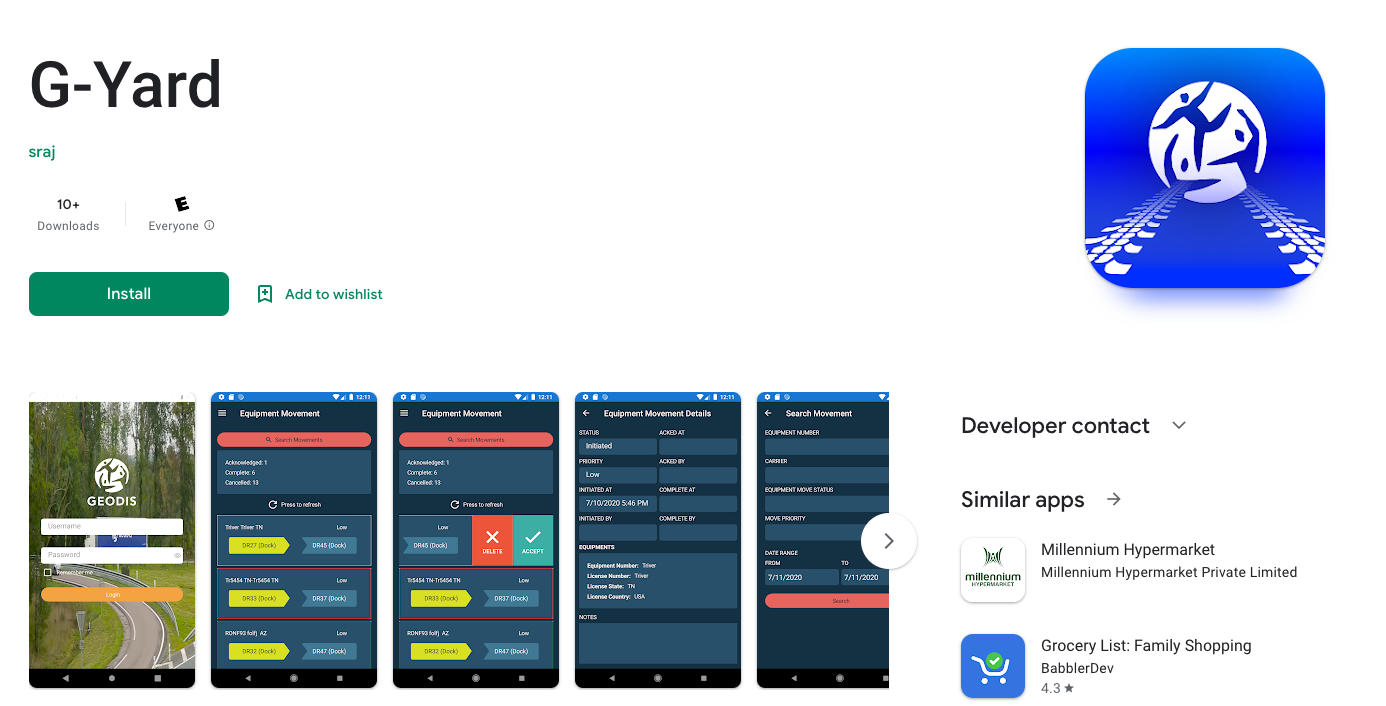 G-Yard
sraj
10+
Downloads
E
Everyone
Install
Add to wishlist
GEODIS
Username
Password
Remember me
Login
12:11
Equipment Movement
Search Movements
Acknowledged: 1
Complete: 6
Cancelled: 13
Press to refresh
Triver Triver TN Low
DR27 (Dock) DR45 (Dock)
Tr5454 TN-Tr5454 TN Low
DR33 (Dock) DR37 (Dock)
RONF93 folf) AZ Low
DR32 (Dock) DR47 (Dock)
12:11
Equipment Movement
Search Movements
Acknowledged: 1
Complete: 6
Cancelled: 13
Press to refresh
Low
DR45 (Dock) DELETE ACCEPT
Tr5454 TN-Tr5454 TN Low
DR33 (Dock) DR37 (Dock)
RONF93 folf) AZ Low
DR32 (Dock) DR47 (Dock)
12:11
Equipment Movement Details
STATUS ACKED AT
Initiated
PRIORITY ACKED BY
Low
INITIATED AT COMPLETE AT
7/10/2020 5:46 PM
INITIATED BY COMPLETE BY
EQUIPMENTS
Equipment Number: Triver
License Number: Triver
License State: TN
License Country: USA
NOTES
Search Movement
EQUIPMENT NUMBER
CARRIER
EQUIPMENT MOVE STATUS
MOVE PRIORITY
DATE RANGE
FROM TO
7/11/2020 7/11/2020
Search
Developer contact
Similar apps
Millennium Hypermarket
Millennium Hypermarket Private Limited
millennium
HYPERMARKET
Grocery List: Family Shopping
BabblerDev
4.3